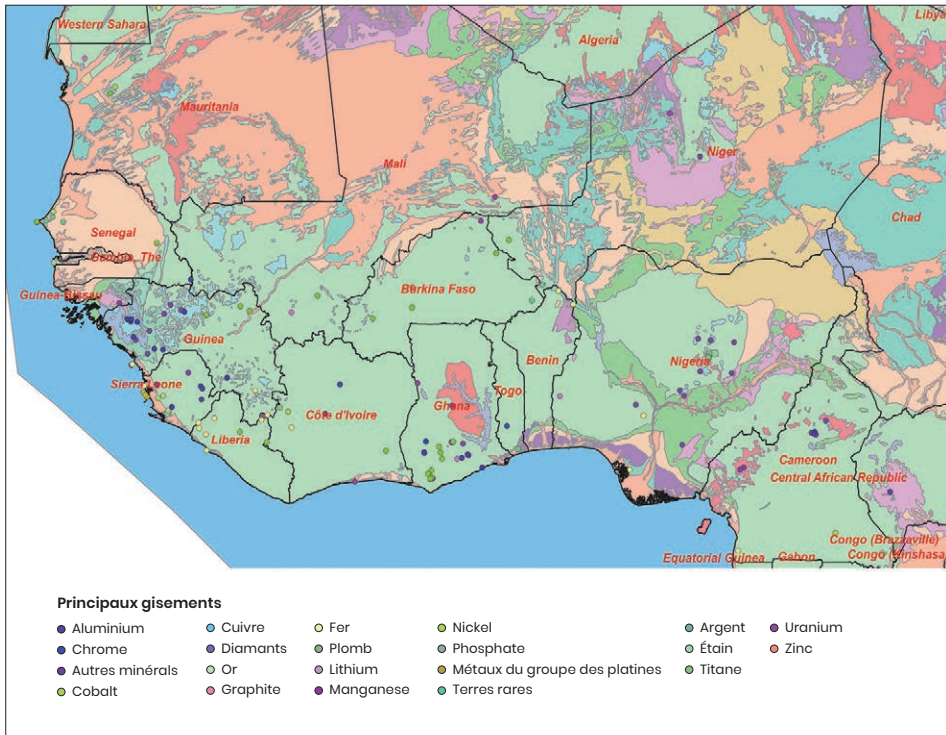 Western Sahara
Algeria
Libya
Mauritania
Mali
Niger
Chad
Senegal
Gambia, The
Guinea-Bissau
Burkina Faso
Guinea
Benin
Nigeria
Sierra Leone
Togo
Ghana
Côte d'Ivoire
Liberia
Cameroon
Central African Republic
Congo (Brazzaville)
Equatorial Guinea
Gabon
Congo (Kinshasa
Principaux gisements
Aluminium
Chrome
Autres minérals
Cobalt
Cuivre
Diamants
Or
Graphite
Fer
Plomb
Lithium
Manganese
Nickel
Phosphate
Métaux du groupe des platines
Terres rares
Argent
Étain
Titane
Uranium
Zinc